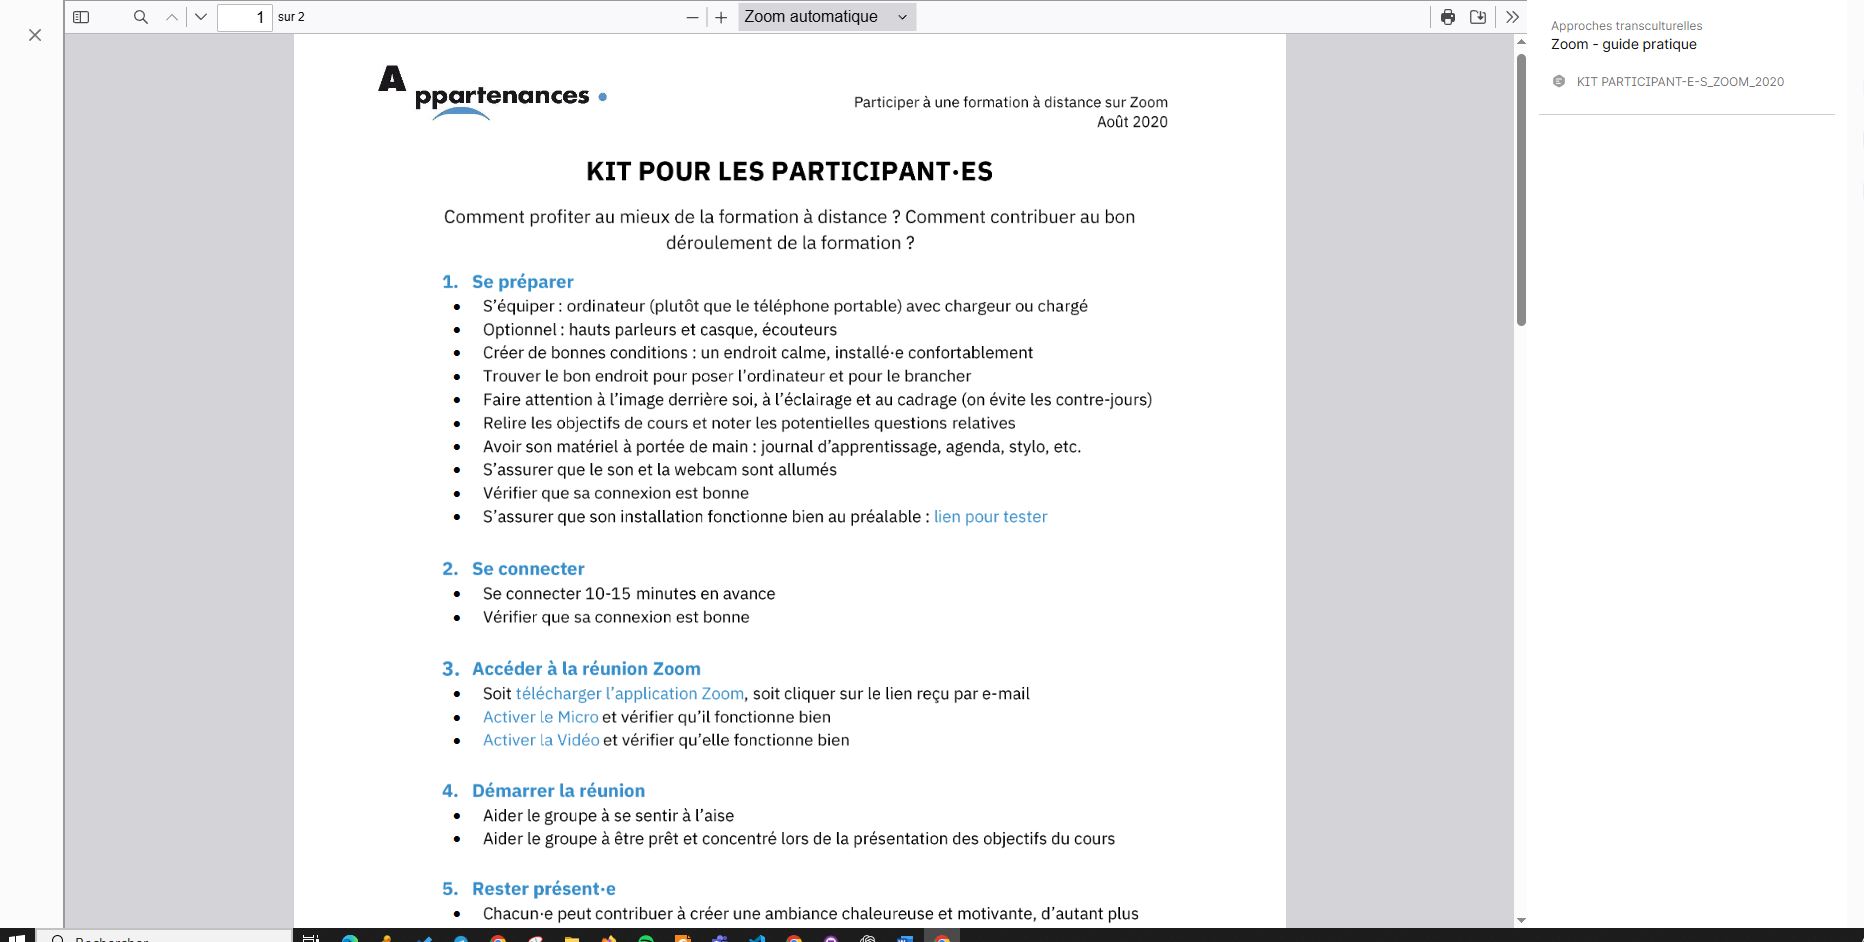 1 sur 2
Zoom automatique
Approches transculturelles
Zoom - guide pratique
KIT PARTICIPANT-E-S_ZOOM_2020
Appartenances
Participer à une formation à distance sur Zoom
Août 2020
KIT POUR LES PARTICIPANT·ES
Comment profiter au mieux de la formation à distance ? Comment contribuer au bon
déroulement de la formation ?
1. Se préparer
• S'équiper : ordinateur (plutôt que le téléphone portable) avec chargeur ou chargé
• Optionnel : hauts parleurs et casque, écouteurs
• Créer de bonnes conditions : un endroit calme, installé·e confortablement
• Trouver le bon endroit pour poser l'ordinateur et pour le brancher
• Faire attention à l'image derrière soi, à l'éclairage et au cadrage (on évite les contre-jours)
• Relire les objectifs de cours et noter les potentielles questions relatives
• Avoir son matériel à portée de main : journal d'apprentissage, agenda, stylo, etc.
• S'assurer que le son et la webcam sont allumés
• Vérifier que sa connexion est bonne
• S'assurer que son installation fonctionne bien au préalable : lien pour tester
2. Se connecter
• Se connecter 10-15 minutes en avance
• Vérifier que sa connexion est bonne
3. Accéder à la réunion Zoom
• Soit télécharger l'application Zoom, soit cliquer sur le lien reçu par e-mail
• Activer le Micro et vérifier qu'il fonctionne bien
• Activer la Vidéo et vérifier qu'elle fonctionne bien
4. Démarrer la réunion
• Aider le groupe à se sentir à l'aise
• Aider le groupe à être prêt et concentré lors de la présentation des objectifs du cours
5. Rester présent·e
• Chacun·e peut contribuer à créer une ambiance chaleureuse et motivante, d'autant plus
Rechercher